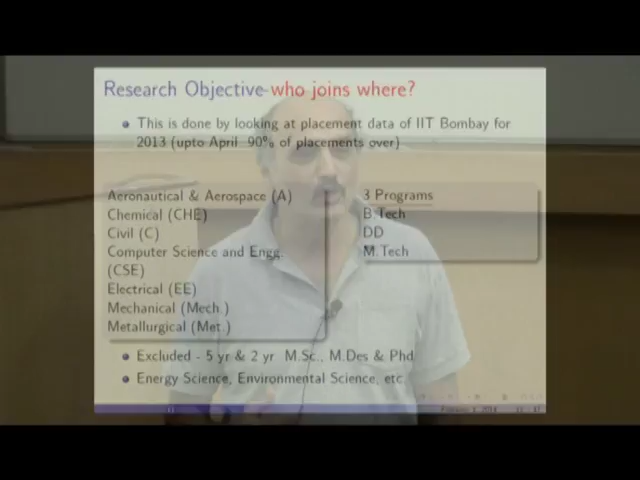 Research Objective-who joins where?
This is done by looking at placement data of IIT Bombay for
2013 (upto April 90% of placements over)
Aeronautical & Aerospace (A)
Chemical (CHE)
Civil (C)
Computer Science and Engg.
(CSE)
Electrical (EE)
Mechanical (Mech.)
Metallurgical (Met.)
3 Programs
B.Tech
DD
M.Tech
Excluded - 5 yr & 2 yr M.Sc., M.Des & Phd
Energy Science, Environmental Science, etc